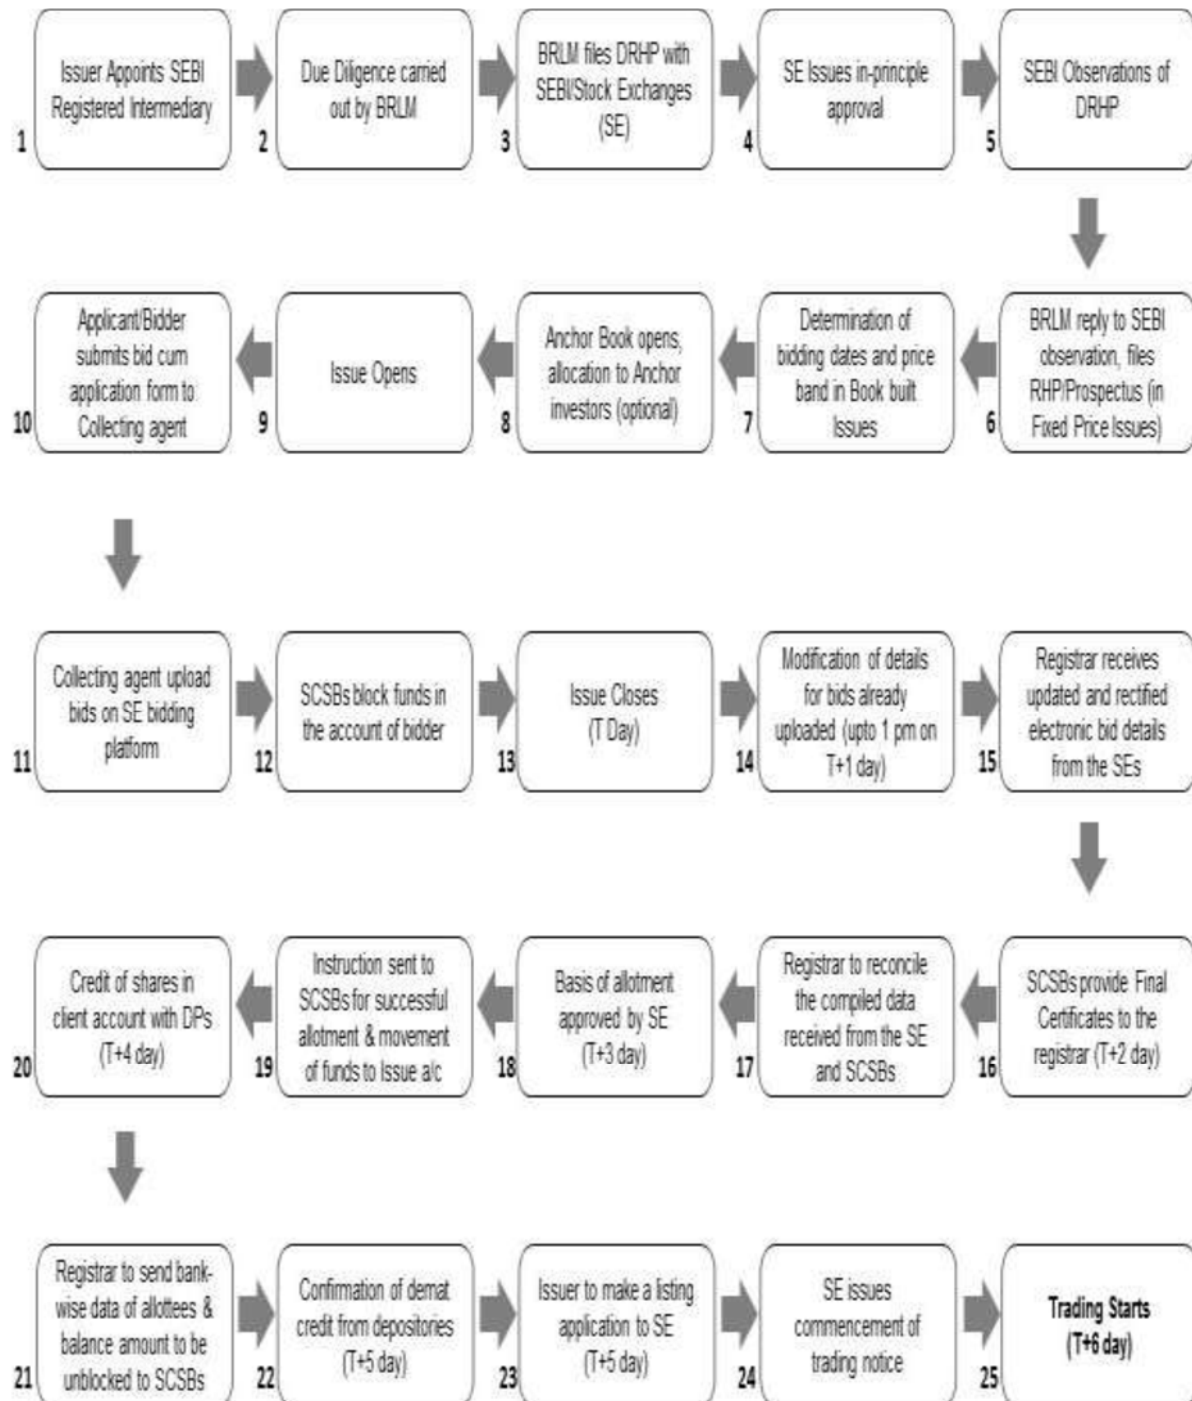 1
Issuer Appoints SEBI
Registered Intermediary
2
Due Diligence carried
out by BRLM
3
BRLM files DRHP with
SEBI/Stock Exchanges
(SE)
4
SE Issues in-principle
approval
5
SEBI Observations of
DRHP
6
BRLM reply to SEBI
observation, files
RHP/Prospectus (in
Fixed Price Issues)
7
Determination of
bidding dates and price
band in Book built
Issues
8
Anchor Book opens,
allocation to Anchor
investors (optional)
9
Issue Opens
10
Applicant/Bidder
submits bid cum
application form to
Collecting agent
11
Collecting agent upload
bids on SE bidding
platform
12
SCSBs block funds in
the account of bidder
13
Issue Closes
(T Day)
14
Modification of details
for bids already
uploaded (upto 1 pm on
T+1 day)
15
Registrar receives
updated and rectified
electronic bid details
from the SEs
16
SCSBs provide Final
Certificates to the
registrar (T+2 day)
17
Registrar to reconcile
the compiled data
received from the SE
and SCSBs
18
Basis of allotment
approved by SE
(T+3 day)
19
Instruction sent to
SCSBs for successful
allotment & movement
of funds to Issue a/c
20
Credit of shares in
client account with DPs
(T+4 day)
21
Registrar to send bank-
wise data of allottees &
balance amount to be
unblocked to SCSBs
22
Confirmation of demat
credit from depositories
(T+5 day)
23
Issuer to make a listing
application to SE
(T+5 day)
24
SE issues
commencement of
trading notice
25
Trading Starts
(T+6 day)